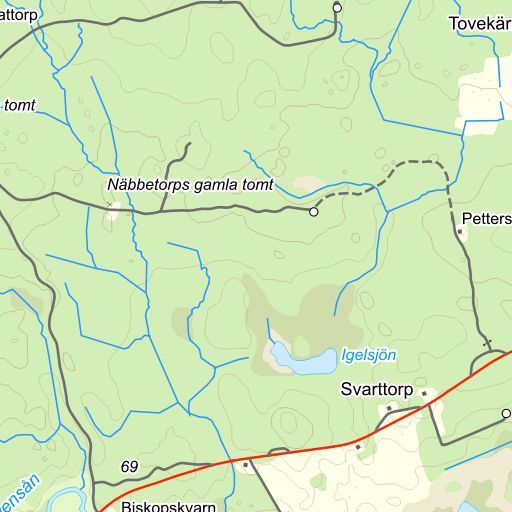 attorp
Tovekär
tomt
Näbbetorps gamla tomt
Petters
Igelsjön
Svarttorp
69
ensån
Biskopskvarn